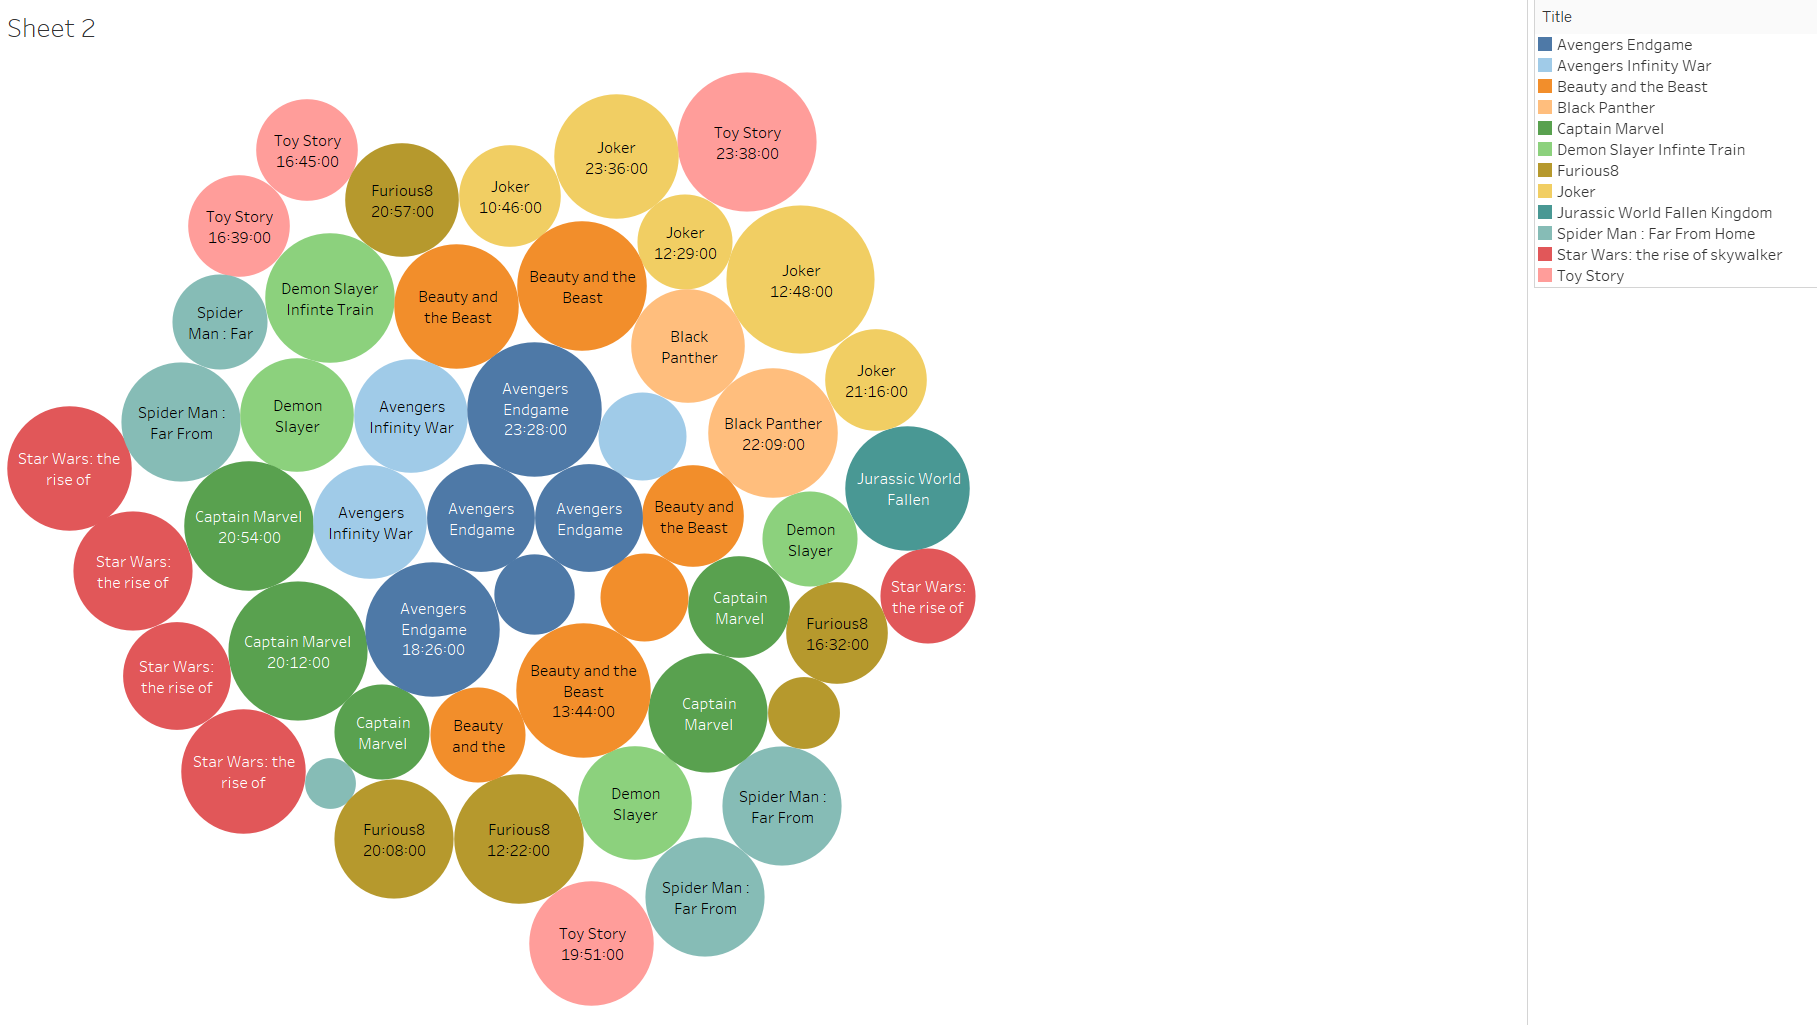 Sheet 2
Toy Story
23:38:00
Toy Story
16:45:00
Joker
23:36:00
Furious8
20:57:00
Joker
10:46:00
Toy Story
16:39:00
Joker
12:29:00
Joker
12:48:00
Demon Slayer
Infinte Train
Beauty and
the Beast
Beauty and the
Beast
Spider
Man : Far
Black
Panther
Joker
21:16:00
Spider Man :
Far From
Demon
Slayer
Avengers
Infinity War
Avengers
Endgame
23:28:00
Black Panther
22:09:00
Star Wars: the
rise of
Jurassic World
Fallen
Captain Marvel
20:54:00
Avengers
Infinity War
Avengers
Endgame
Avengers
Endgame
Beauty and
the Beast
Demon
Slayer
Star Wars:
the rise of
Star Wars:
the rise of
Captain
Marvel
Furious8
16:32:00
Captain Marvel
20:12:00
Avengers
Endgame
18:26:00
Star Wars:
the rise of
Beauty and the
Beast
13:44:00
Captain
Marvel
Captain
Marvel
Beauty
and the
Star Wars: the
rise of
Demon
Slayer
Spider Man :
Far From
Furious8
20:08:00
Furious8
12:22:00
Spider Man :
Far From
Toy Story
19:51:00
Title
Avengers Endgame
Avengers Infinity War
Beauty and the Beast
Black Panther
Captain Marvel
Demon Slayer Infinte Train
Furious8
Joker
Jurassic World Fallen Kingdom
Spider Man : Far From Home
Star Wars: the rise of skywalker
Toy Story